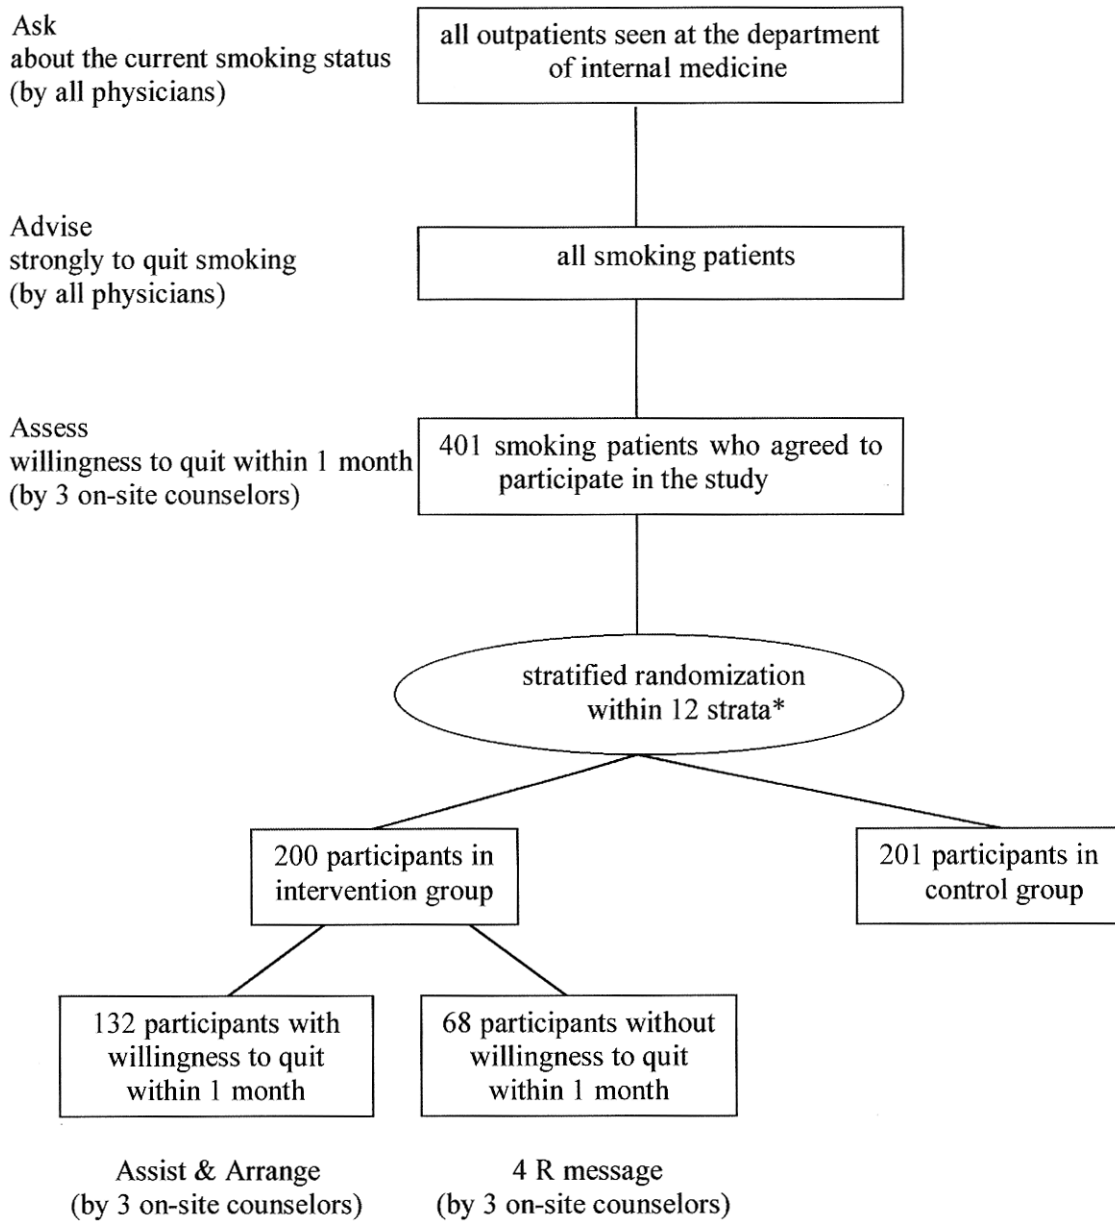 Ask
about the current smoking status
(by all physicians)
all outpatients seen at the department
of internal medicine
Advise
strongly to quit smoking
(by all physicians)
all smoking patients
Assess
willingness to quit within 1 month
(by 3 on-site counselors)
401 smoking patients who agreed to
participate in the study
stratified randomization
within 12 strata*
200 participants in
intervention group
201 participants in
control group
132 participants with
willingness to quit
within 1 month
68 participants without
willingness to quit
within 1 month
Assist & Arrange
(by 3 on-site counselors)
4 R message
(by 3 on-site counselors)